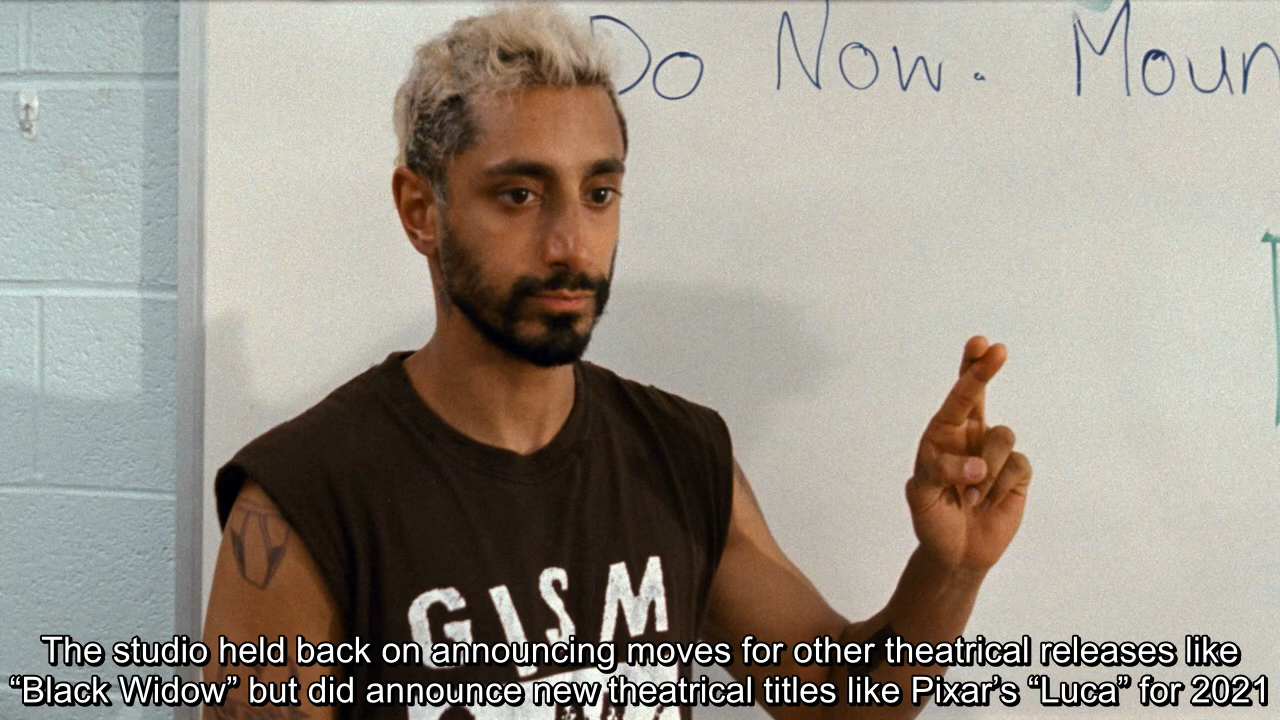 Do Now. Moun
GISM
The studio held back on announcing moves for other theatrical releases like
“Black Widow” but did announce new theatrical titles like Pixar’s “Luca” for 2021